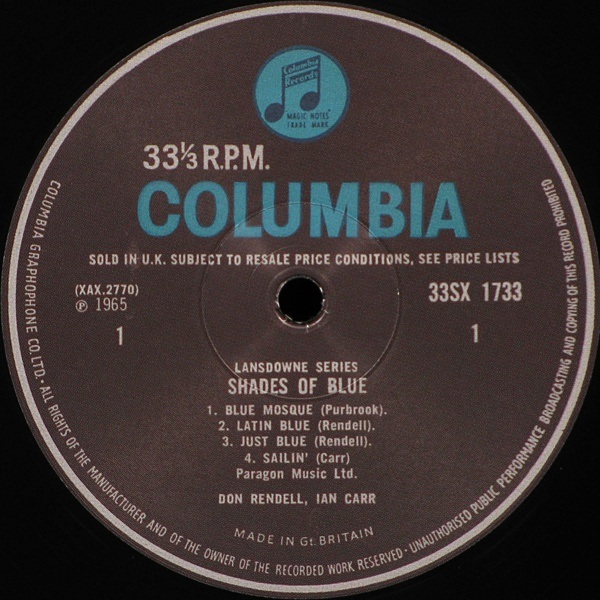 Columbia
Records
MAGIC NOTES
TRADE MARK
33⅓ R.P.M.
COLUMBIA
SOLD IN U.K. SUBJECT TO RESALE PRICE CONDITIONS, SEE PRICE LISTS
(XAX.2770)
Ⓟ 1965
33SX 1733
1
1
LANSDOWNE SERIES
SHADES OF BLUE
1. BLUE MOSQUE (Purbrook).
2. LATIN BLUE (Rendell).
3. JUST BLUE (Rendell).
4. SAILIN' (Carr)
Paragon Music Ltd.
DON RENDELL, IAN CARR
MADE IN Gt. BRITAIN
COLUMBIA GRAPHOPHONE CO. LTD. · ALL RIGHTS OF THE MANUFACTURER AND OF THE OWNER OF THE RECORDED WORK RESERVED · UNAUTHORISED PUBLIC PERFORMANCE BROADCASTING AND COPYING OF THIS RECORD PROHIBITED